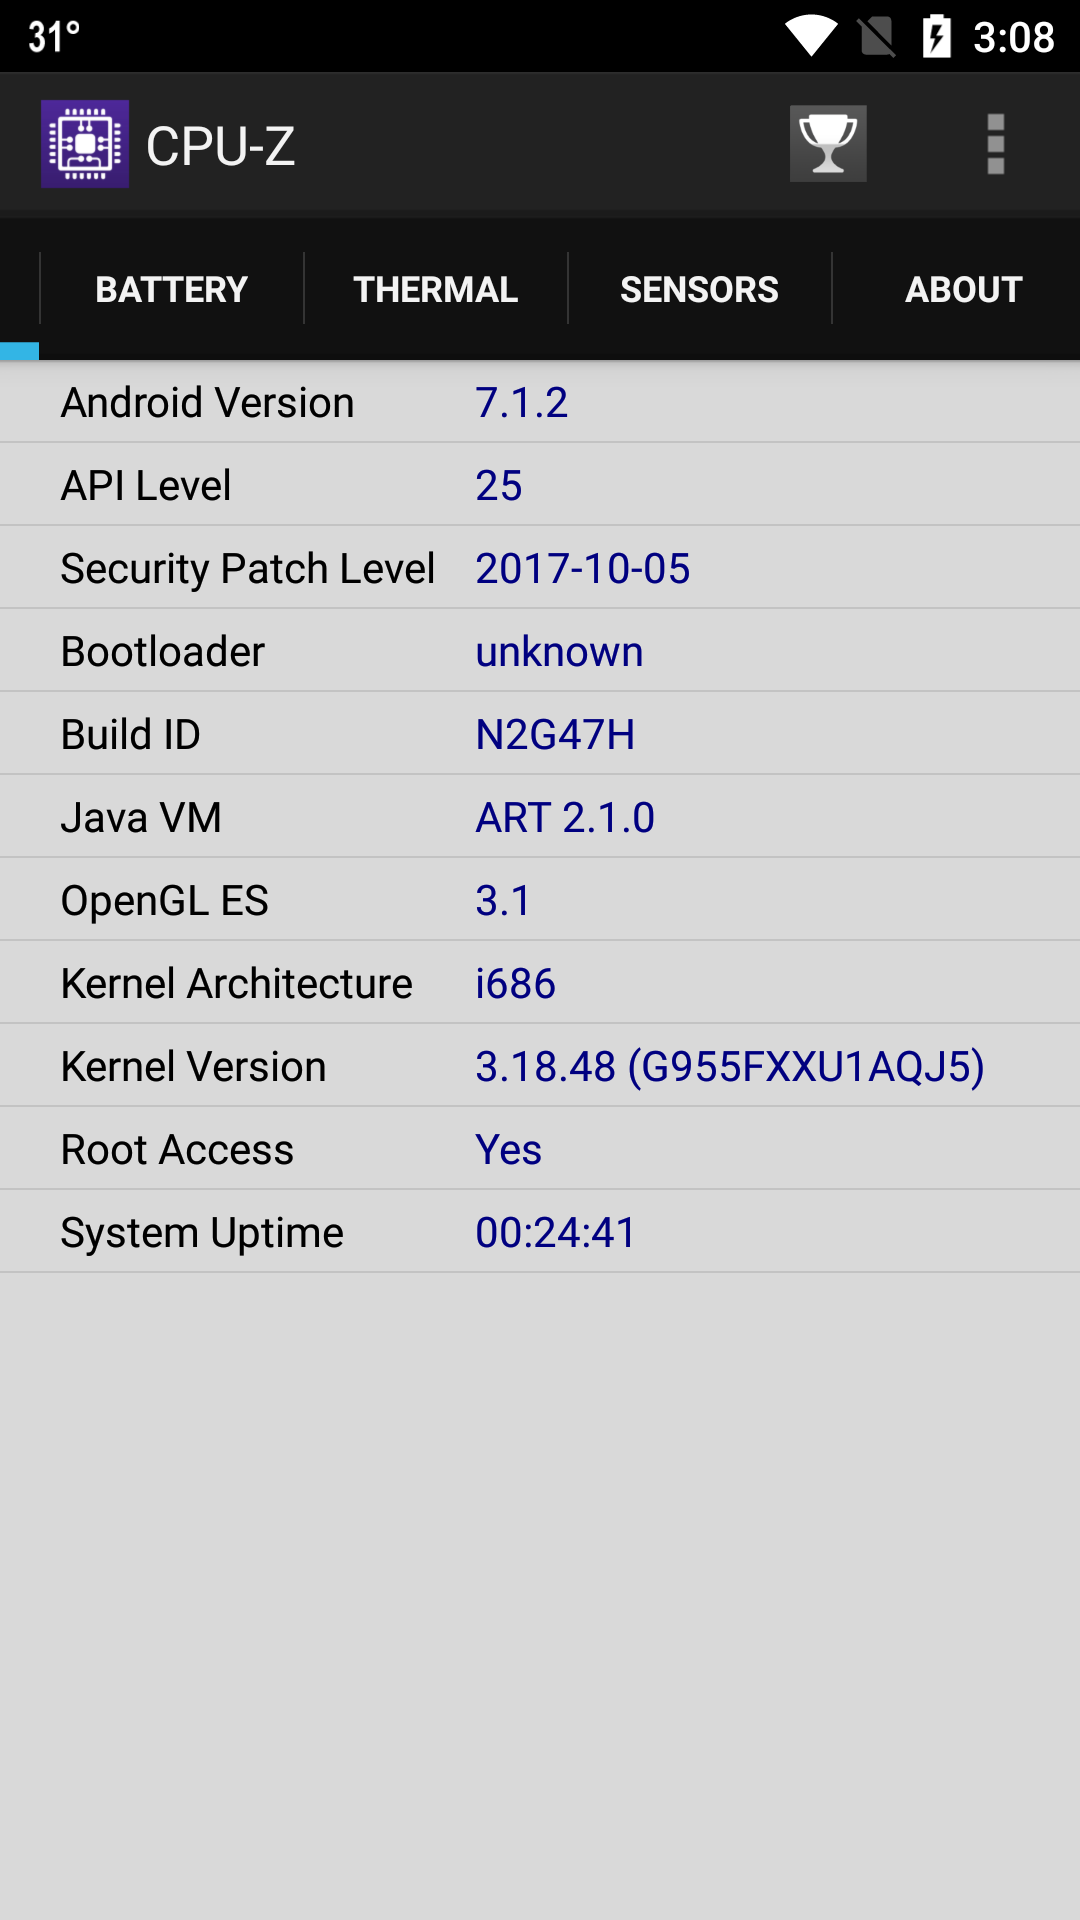 31° 3:08
CPU-Z
BATTERY THERMAL SENSORS ABOUT
Android Version 7.1.2
API Level 25
Security Patch Level 2017-10-05
Bootloader unknown
Build ID N2G47H
Java VM ART 2.1.0
OpenGL ES 3.1
Kernel Architecture i686
Kernel Version 3.18.48 (G955FXXU1AQJ5)
Root Access Yes
System Uptime 00:24:41